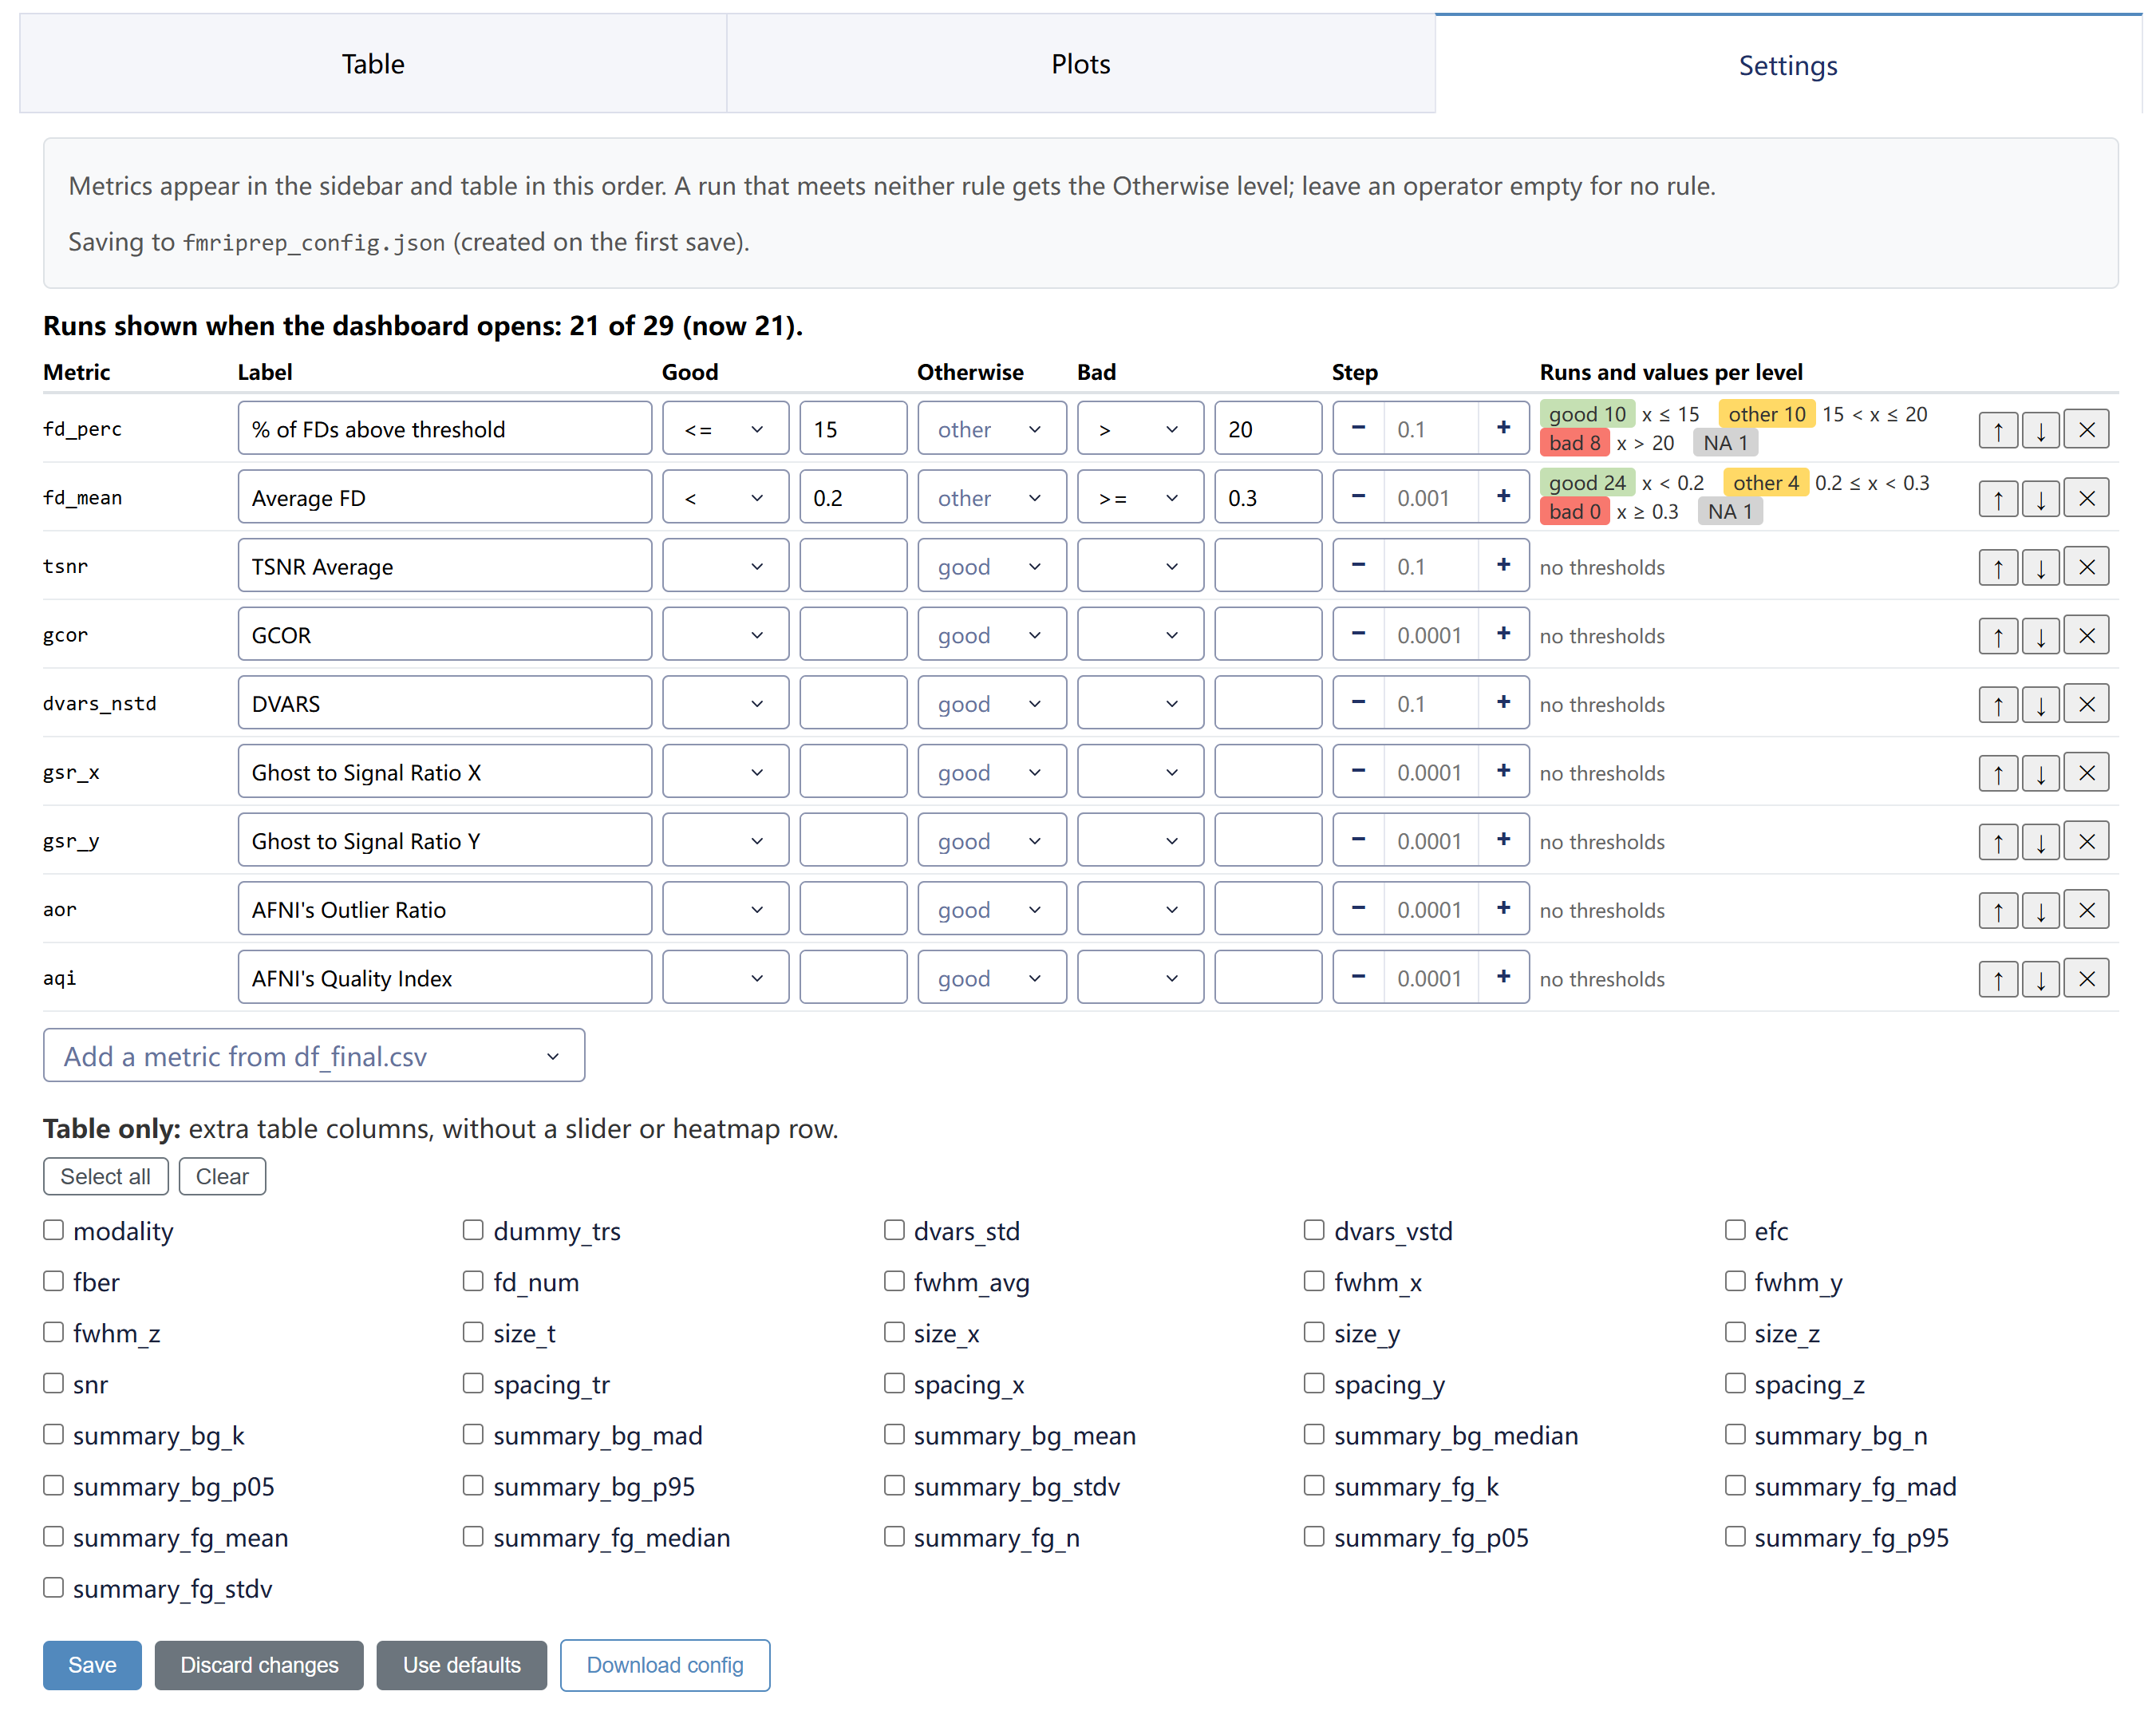 Table Plots Settings
Metrics appear in the sidebar and table in this order. A run that meets neither rule gets the Otherwise level; leave an operator empty for no rule.
Saving to fmriprep_config.json (created on the first save).
Runs shown when the dashboard opens: 21 of 29 (now 21).
Metric Label Good Otherwise Bad Step Runs and values per level
fd_perc % of FDs above threshold <= 15 other > 20 − 0.1 + good 10 x ≤ 15 other 10 15 < x ≤ 20
bad 8 x > 20 NA 1 ↑ ↓ ×
fd_mean Average FD < 0.2 other >= 0.3 − 0.001 + good 24 x < 0.2 other 4 0.2 ≤ x < 0.3
bad 0 x ≥ 0.3 NA 1 ↑ ↓ ×
tsnr TSNR Average good − 0.1 + no thresholds ↑ ↓ ×
gcor GCOR good − 0.0001 + no thresholds ↑ ↓ ×
dvars_nstd DVARS good − 0.1 + no thresholds ↑ ↓ ×
gsr_x Ghost to Signal Ratio X good − 0.0001 + no thresholds ↑ ↓ ×
gsr_y Ghost to Signal Ratio Y good − 0.0001 + no thresholds ↑ ↓ ×
aor AFNI's Outlier Ratio good − 0.0001 + no thresholds ↑ ↓ ×
aqi AFNI's Quality Index good − 0.0001 + no thresholds ↑ ↓ ×
Add a metric from df_final.csv
Table only: extra table columns, without a slider or heatmap row.
Select all Clear
modality dummy_trs dvars_std dvars_vstd efc
fber fd_num fwhm_avg fwhm_x fwhm_y
fwhm_z size_t size_x size_y size_z
snr spacing_tr spacing_x spacing_y spacing_z
summary_bg_k summary_bg_mad summary_bg_mean summary_bg_median summary_bg_n
summary_bg_p05 summary_bg_p95 summary_bg_stdv summary_fg_k summary_fg_mad
summary_fg_mean summary_fg_median summary_fg_n summary_fg_p05 summary_fg_p95
summary_fg_stdv
Save Discard changes Use defaults Download config